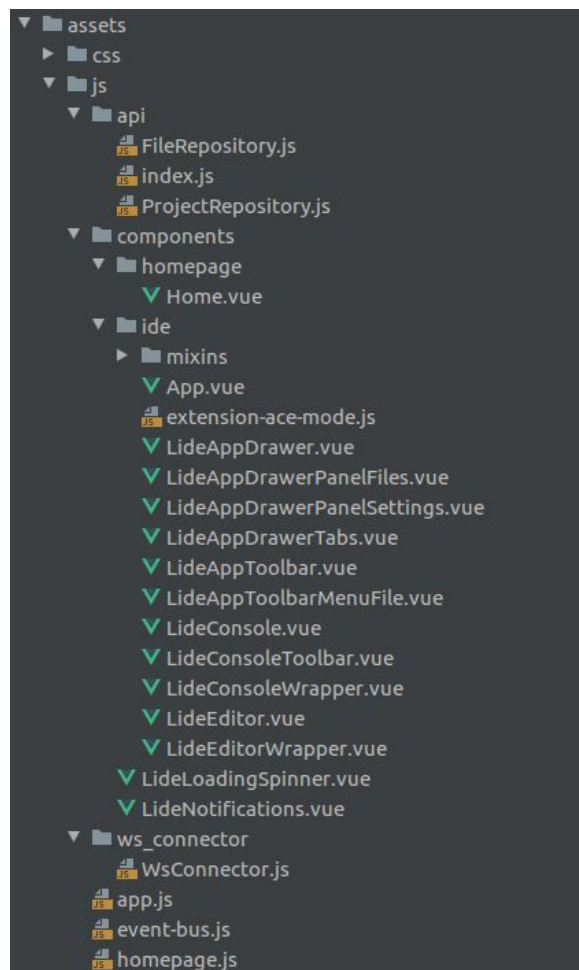 assets
css
js
api
FileRepository.js
index.js
ProjectRepository.js
components
homepage
Home.vue
ide
mixins
App.vue
extension-ace-mode.js
LideAppDrawer.vue
LideAppDrawerPanelFiles.vue
LideAppDrawerPanelSettings.vue
LideAppDrawerTabs.vue
LideAppToolbar.vue
LideAppToolbarMenuFile.vue
LideConsole.vue
LideConsoleToolbar.vue
LideConsoleWrapper.vue
LideEditor.vue
LideEditorWrapper.vue
LideLoadingSpinner.vue
LideNotifications.vue
ws_connector
WsConnector.js
app.js
event-bus.js
homepage.js